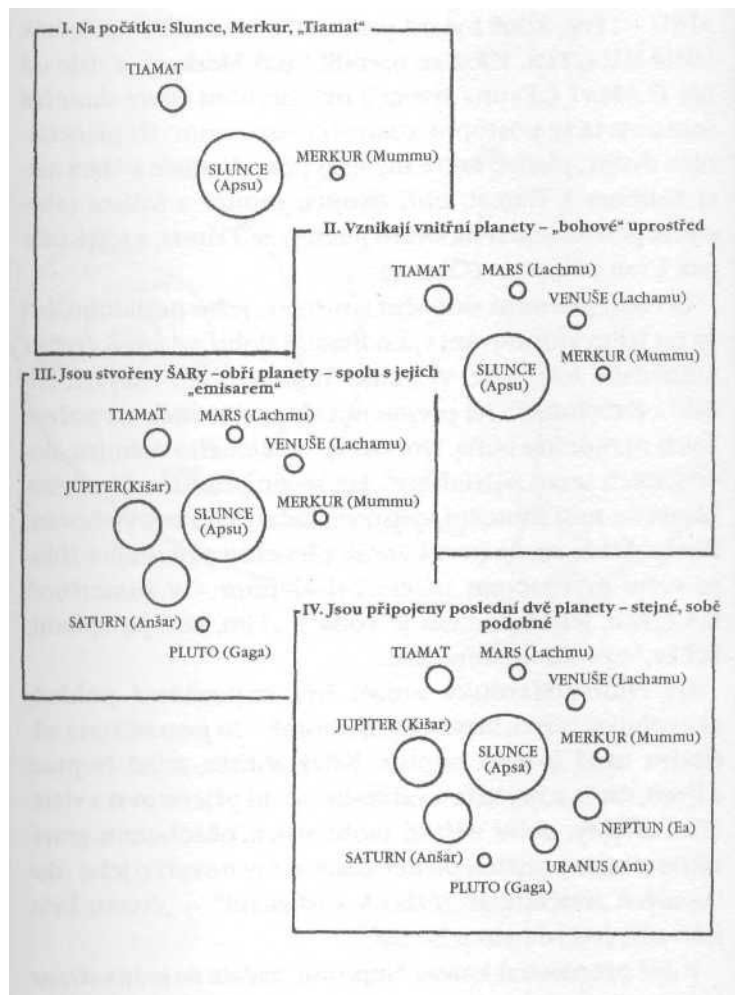 I. Na počátku: Slunce, Merkur, „Tiamat“
TIAMAT
MERKUR (Mummu)
SLUNCE
(Apsu)
II. Vznikají vnitřní planety – „bohové“ uprostřed
TIAMAT
MARS (Lachmu)
VENUŠE (Lachamu)
MERKUR (Mummu)
SLUNCE
(Apsu)
III. Jsou stvořeny ŠARy –obří planety – spolu s jejich
„emisarem“
TIAMAT
MARS (Lachmu)
VENUŠE (Lachamu)
JUPITER(Kišar)
MERKUR (Mummu)
SLUNCE
(Apsu)
SATURN (Anšar)
PLUTO (Gaga)
IV. Jsou připojeny poslední dvě planety – stejné, sobě
podobné
TIAMAT
MARS (Lachmu)
VENUŠE (Lachamu)
JUPITER (Kišar)
MERKUR (Mummu)
SLUNCE
(Apsa)
NEPTUN (Ea)
SATURN (Anšar)
URANUS (Anu)
PLUTO (Gaga)